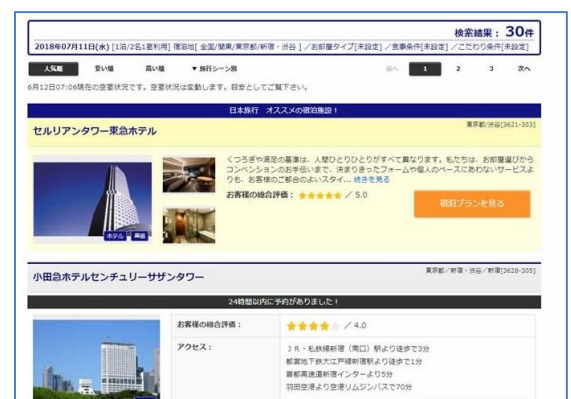 検索結果： 30件
2018年07月11日(水) [1泊/2名1室利用] 宿泊地[ 全国/関東/東京都/新宿・渋谷 ] ／お部屋タイプ[未設定] ／食事条件[未設定] ／こだわり条件[未設定]
人気順 安い順 高い順 ▼ 旅行シーン別 前へ 1 2 3 次へ
6月12日07:06現在の空室状況です。空室状況は変動します。目安としてご覧下さい。
日本旅行 オススメの宿泊施設！
セルリアンタワー東急ホテル
東京都/渋谷[3621-303]
くつろぎや満足の基準は、人間ひとりひとりがすべて異なります。私たちは、お部屋選びから
コンベンションのお手伝いまで、決まりきったフォームや個人のペースにあわないサービスよ
りも、お客様のご都合のよいスタイ... 続きを見る
お客様の総合評価： ★★★★★ ／ 5.0
宿泊プランを見る
ホテル 高級
小田急ホテルセンチュリーサザンタワー
東京都／新宿・渋谷／新宿[3620-305]
24時間以内に予約がありました！
お客様の総合評価： ★★★★☆ ／ 4.0
アクセス： ＪＲ・私鉄線新宿（南口）駅より徒歩で3分
都営地下鉄大江戸線新宿駅より徒歩で1分
首都高速道新宿インターより5分
羽田空港より空港リムジンバスで70分